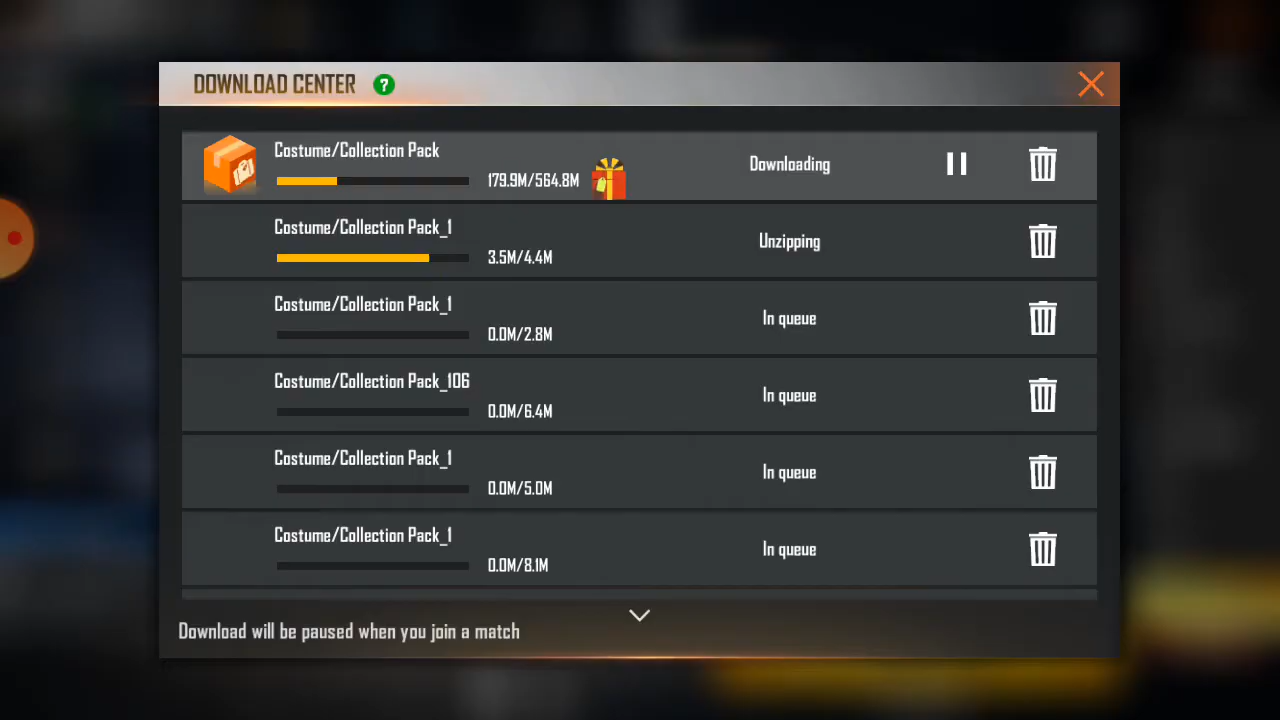 DOWNLOAD CENTER ?
Costume/Collection Pack
179.9M/564.8M
Downloading
Costume/Collection Pack_1
3.5M/4.4M
Unzipping
Costume/Collection Pack_1
0.0M/2.8M
In queue
Costume/Collection Pack_106
0.0M/6.4M
In queue
Costume/Collection Pack_1
0.0M/5.0M
In queue
Costume/Collection Pack_1
0.0M/8.1M
In queue
Download will be paused when you join a match